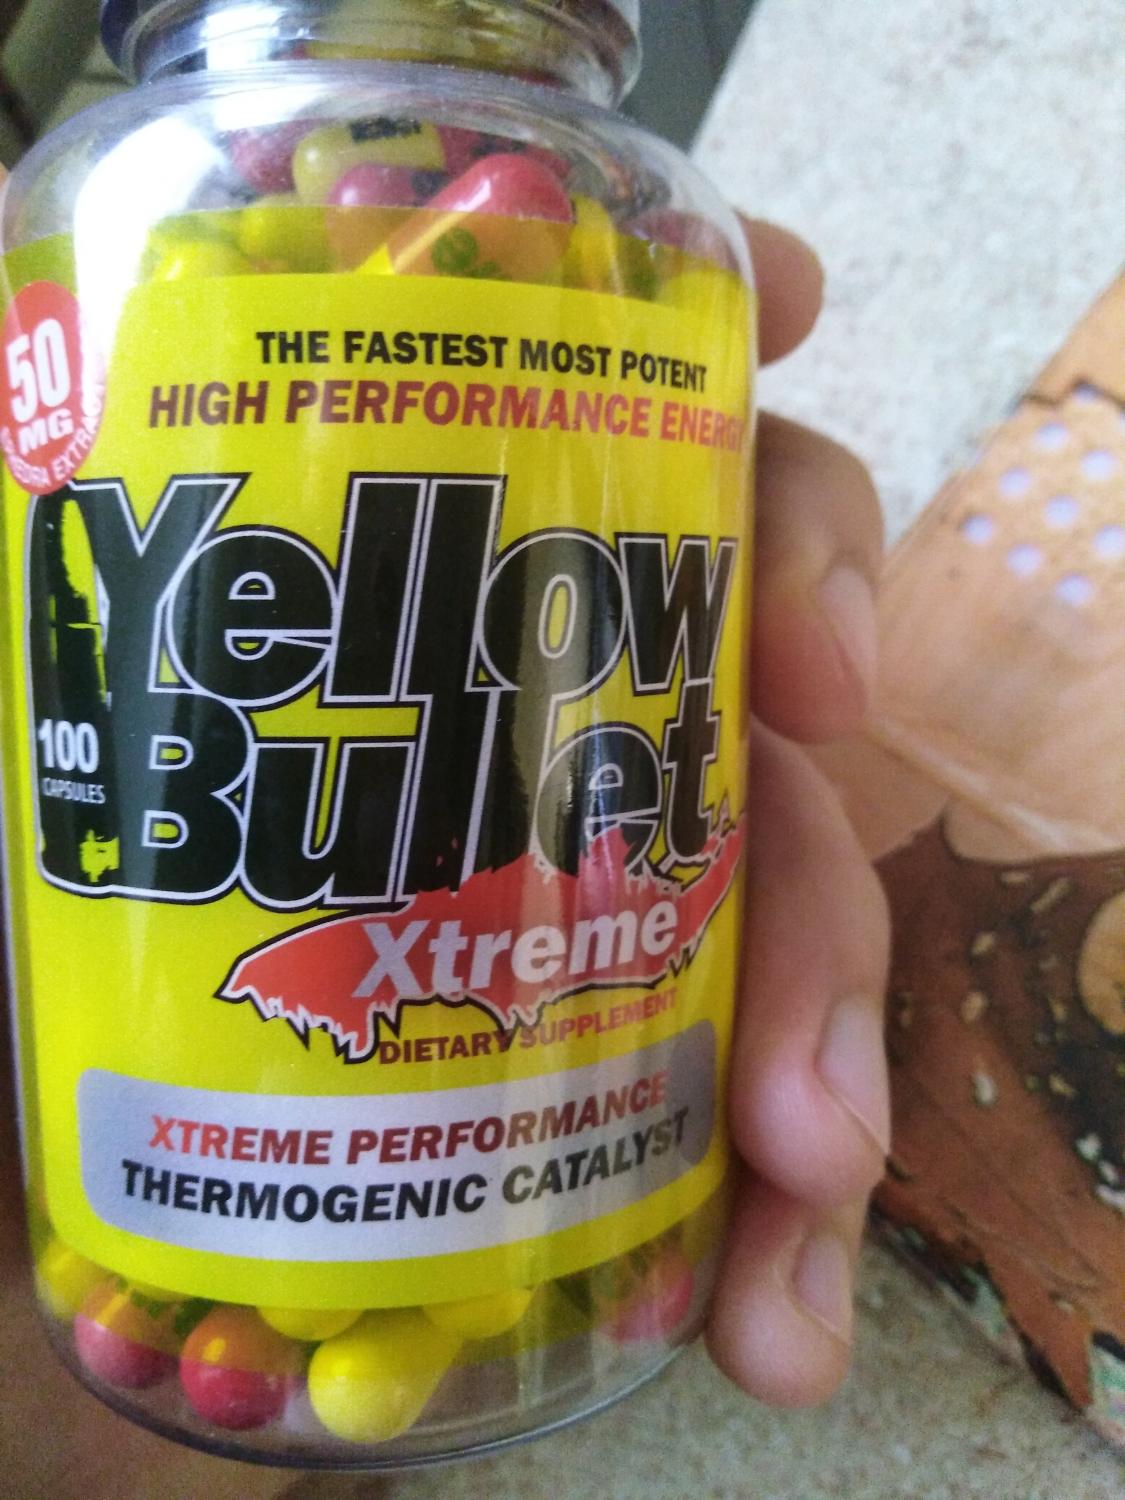 THE FASTEST MOST POTENT
HIGH PERFORMANCE ENERGY
50
MG
EXTRACT
Yellow
Bullet
100
CAPSULES
Xtreme
DIETARY SUPPLEMENT
XTREME PERFORMANCE
THERMOGENIC CATALYST